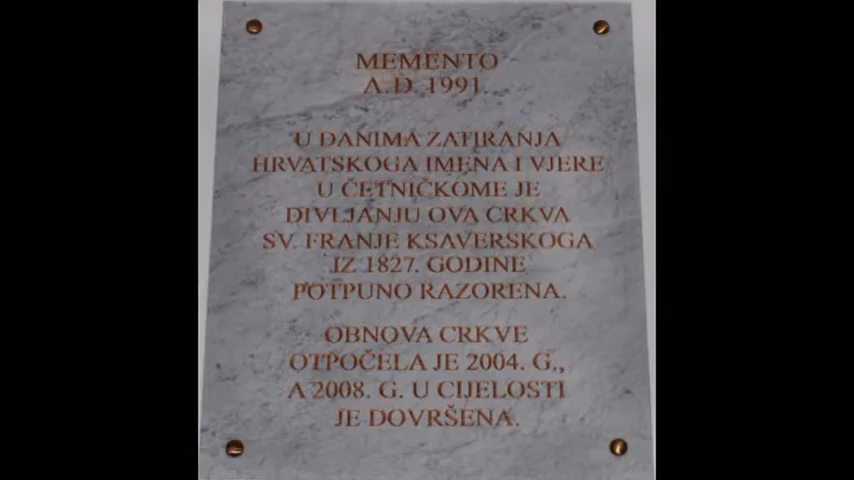 MEMENTO
A.D. 1991.
U DANIMA ZATIRANJA
HRVATSKOGA IMENA I VJERE
U ČETNIČKOME JE
DIVLJANJU OVA CRKVA
SV. FRANJE KSAVERSKOGA
IZ 1827. GODINE
POTPUNO RAZORENA.
OBNOVA CRKVE
OTPOČELA JE 2004. G.,
A 2008. G. U CIJELOSTI
JE DOVRŠENA.